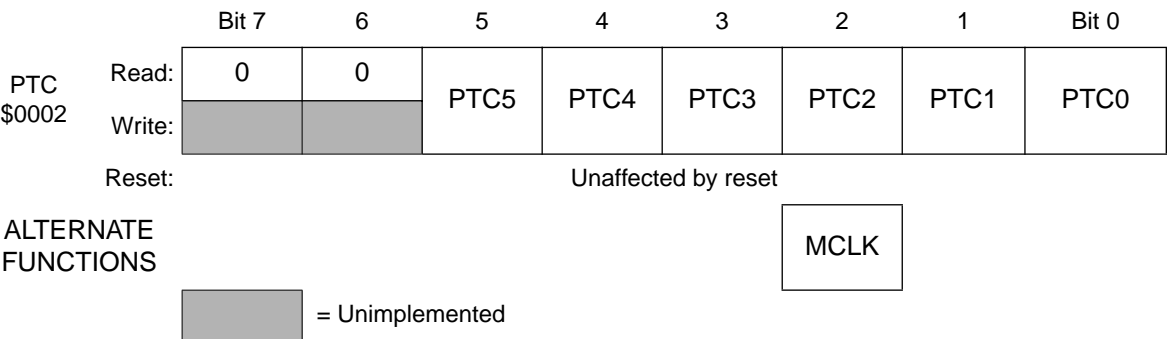 Bit 7 6 5 4 3 2 1 Bit 0
PTC
$0002
Read: 0 0 PTC5 PTC4 PTC3 PTC2 PTC1 PTC0
Write:
Reset: Unaffected by reset
ALTERNATE
FUNCTIONS
MCLK
= Unimplemented